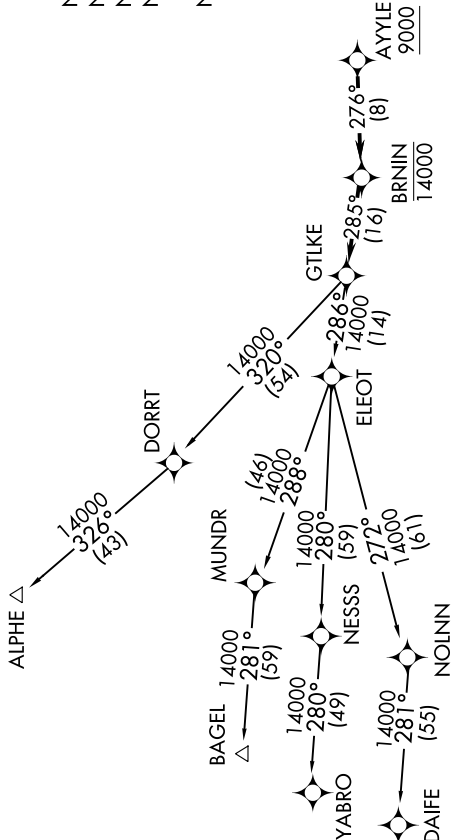 AYYLE
9000
276°
(8)
BRNIN
14000
285°
(16)
GTLKE
286°
14000
(14)
ELEOT
14000
320°
(54)
DORRT
14000
326°
(43)
ALPHE
(46)
14000
288°
MUNDR
14000
281°
(59)
BAGEL
14000
280°
(59)
NESSS
14000
280°
(49)
YABRO
272°
14000
(61)
NOLNN
14000
281°
(55)
DAIFE